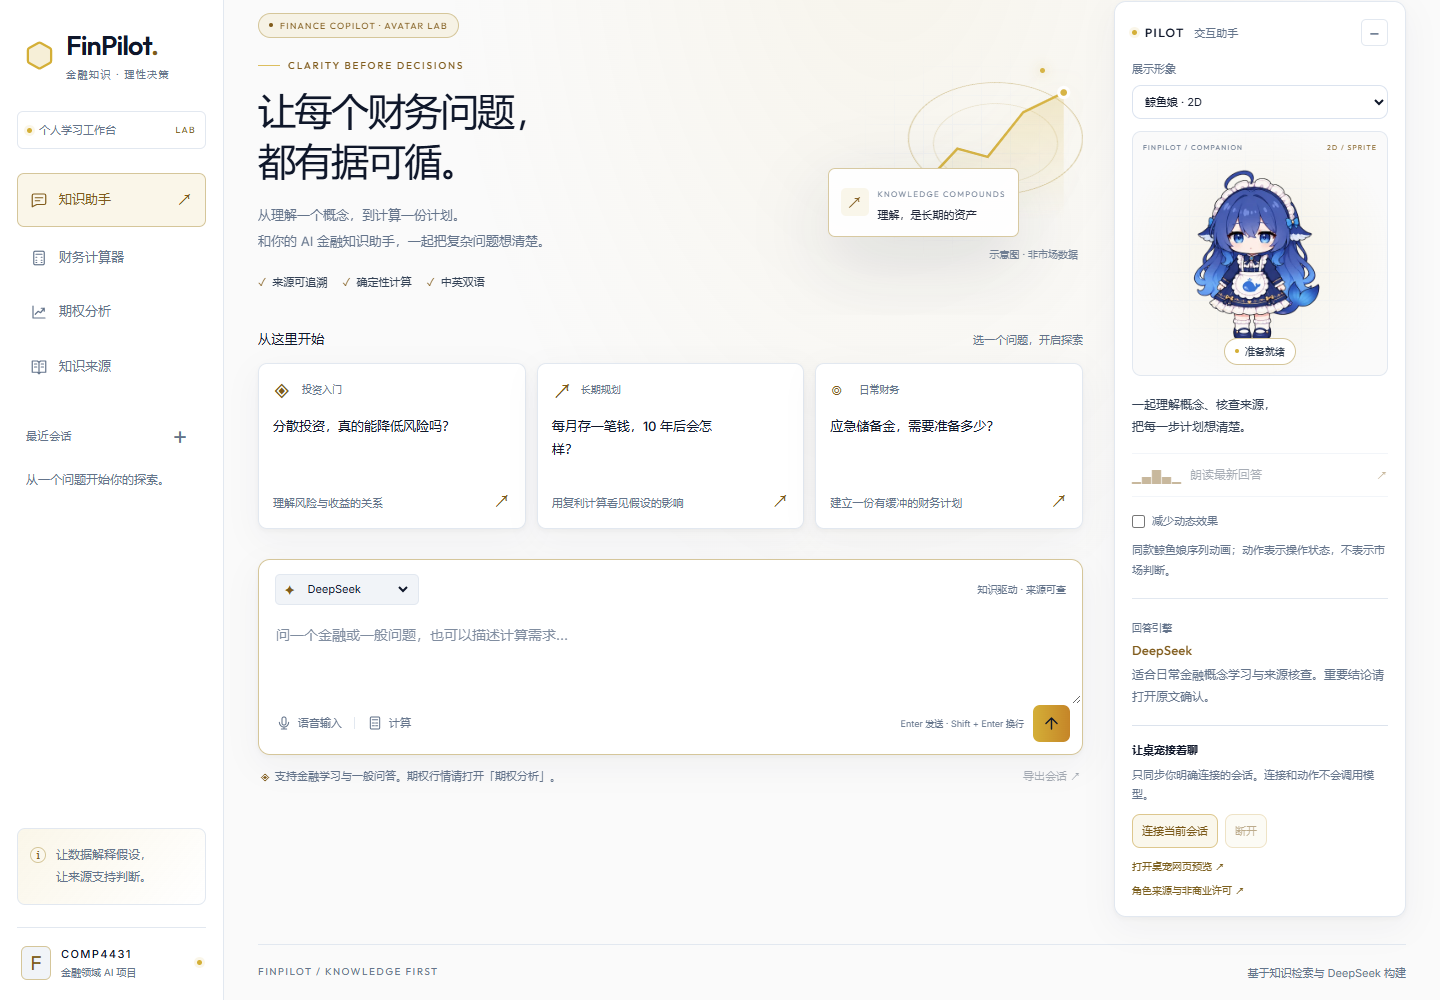 FinPilot.
金融知识 · 理性决策
个人学习工作台
LAB
知识助手
财务计算器
期权分析
知识来源
最近会话
从一个问题开始你的探索。
让数据解释假设，
让来源支持判断。
F
COMP4431
金融领域 AI 项目
FINANCE COPILOT · AVATAR LAB
CLARITY BEFORE DECISIONS
让每个财务问题，
都有据可循。
从理解一个概念，到计算一份计划。
和你的 AI 金融知识助手，一起把复杂问题想清楚。
✓ 来源可追溯 ✓ 确定性计算 ✓ 中英双语
KNOWLEDGE COMPOUNDS
理解，是长期的资产
示意图 · 非市场数据
从这里开始
选一个问题，开启探索
投资入门
分散投资，真的能降低风险吗？
理解风险与收益的关系
长期规划
每月存一笔钱，10 年后会怎
样？
用复利计算看见假设的影响
日常财务
应急储备金，需要准备多少？
建立一份有缓冲的财务计划
DeepSeek
知识驱动 · 来源可查
问一个金融或一般问题，也可以描述计算需求...
语音输入
计算
Enter 发送 · Shift + Enter 换行
支持金融学习与一般问答。期权行情请打开「期权分析」。
导出会话 ↗
PILOT 交互助手
展示形象
鲸鱼娘 · 2D
FINPILOT / COMPANION
2D / SPRITE
准备就绪
一起理解概念、核查来源，
把每一步计划想清楚。
朗读最新回答 ↗
减少动态效果
同款鲸鱼娘序列动画；动作表示操作状态，不表示市
场判断。
回答引擎
DeepSeek
适合日常金融概念学习与来源核查。重要结论请
打开原文确认。
让桌宠接着聊
只同步你明确连接的会话。连接和动作不会调用模
型。
连接当前会话
断开
打开桌宠网页预览 ↗
角色来源与非商业许可 ↗
FINPILOT / KNOWLEDGE FIRST
基于知识检索与 DeepSeek 构建